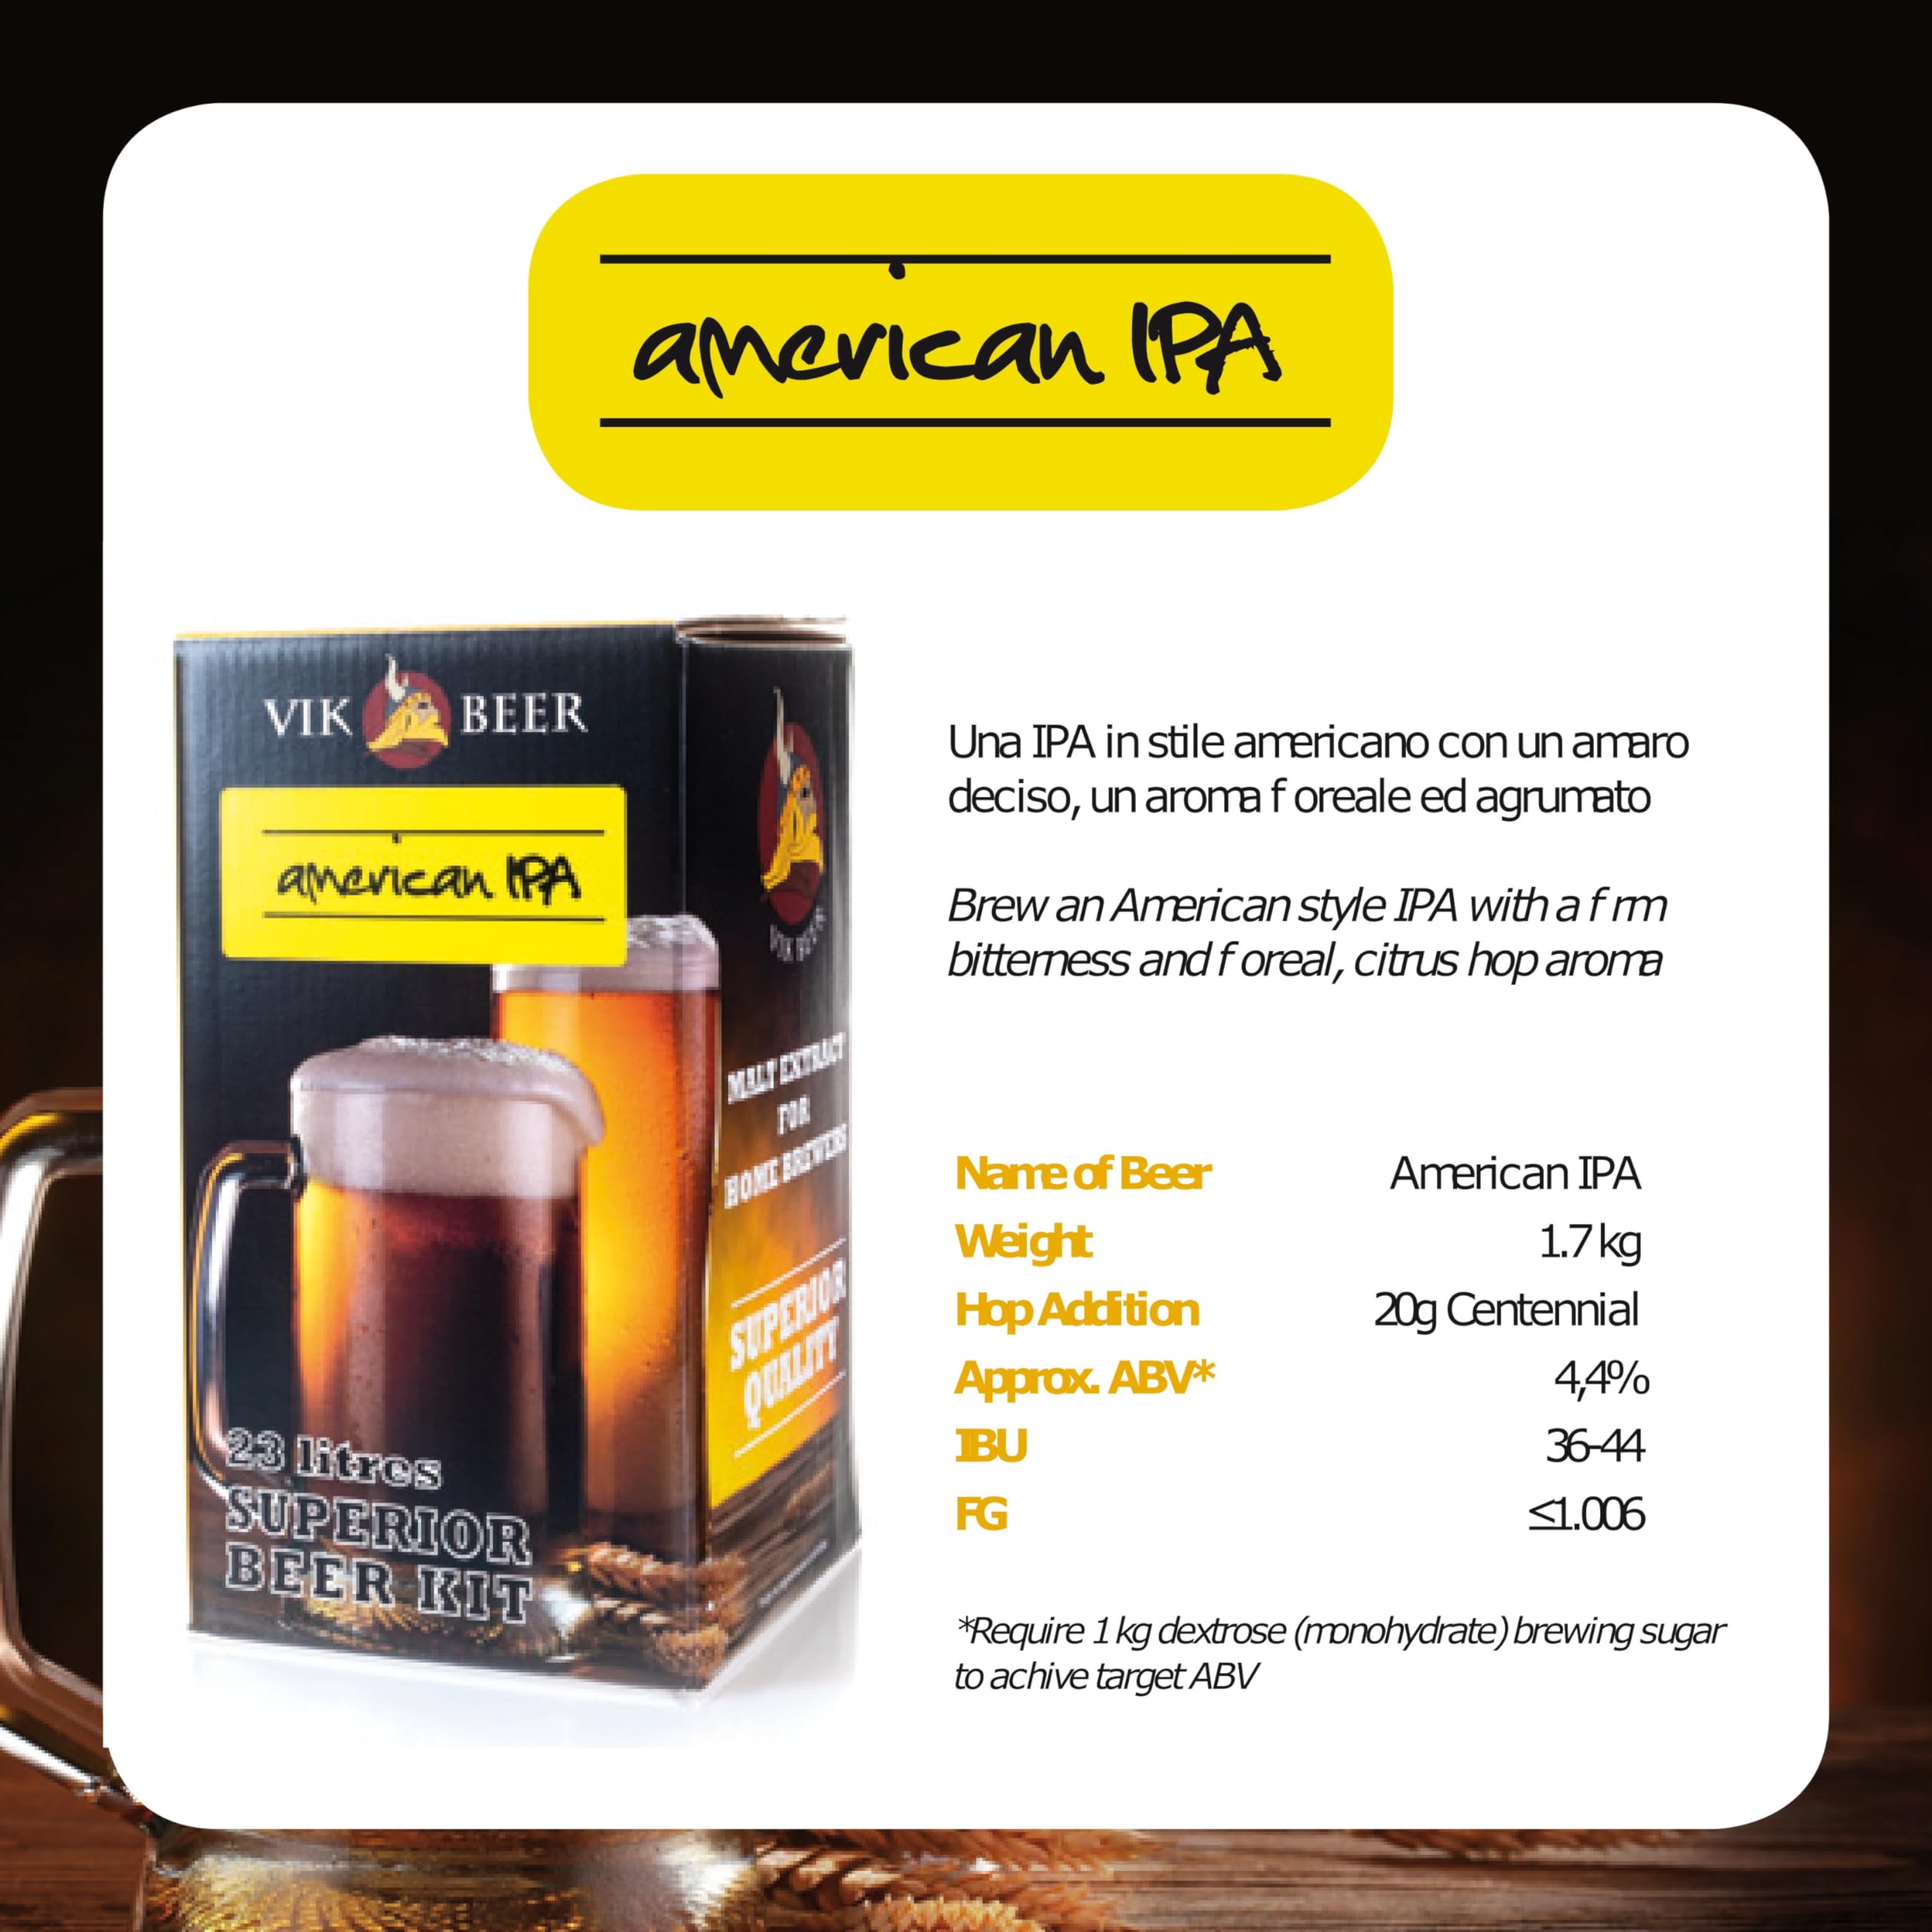 american IPA
VIK BEER
american IPA
VIK BEER
MALT EXTRACT
FOR
HOME BREWERS
SUPERIOR
QUALITY
23 litres
SUPERIOR
BEER KIT
Una IPA in stile americano con un amaro
deciso, un aroma f oreale ed agrumato
Brew an American style IPA with a f rm
bitterness and f oreal, citrus hop aroma
Name of Beer American IPA
Weight 1.7 kg
Hop Addition 20g Centennial
Approx. ABV* 4,4%
IBU 36-44
FG ≤1.006
*Require 1 kg dextrose (monohydrate) brewing sugar
to achive target ABV